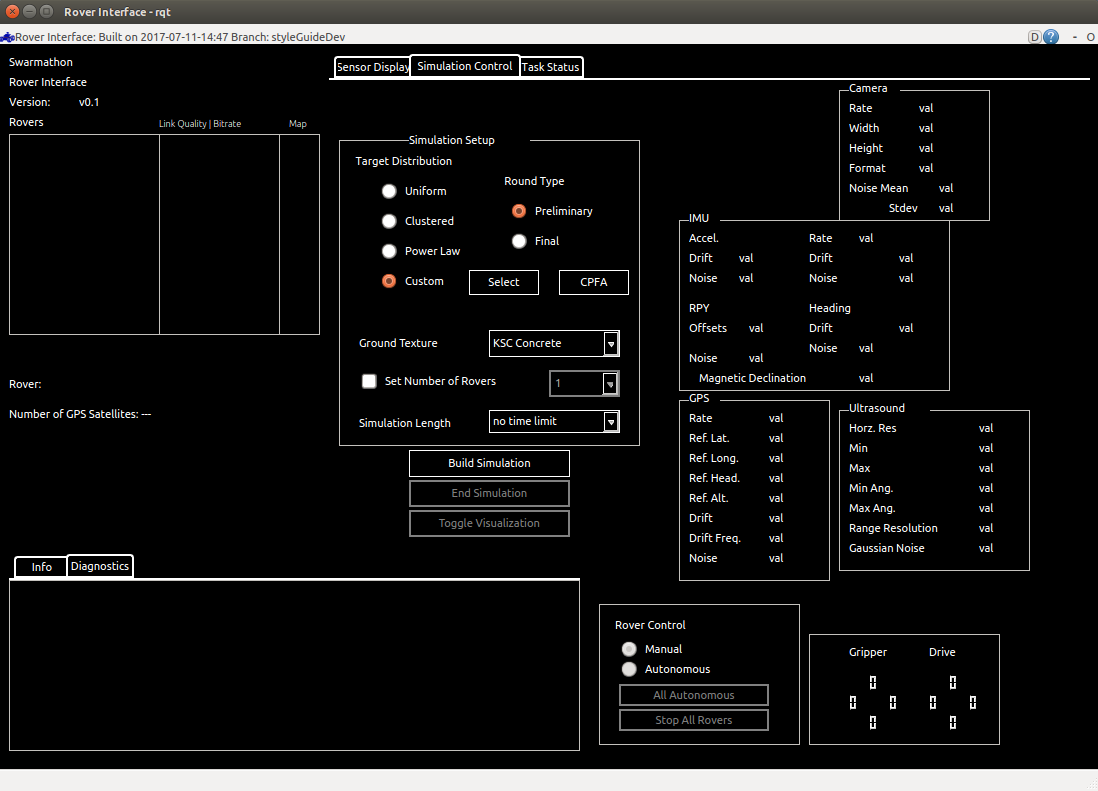 Rover Interface - rqt
Rover Interface: Built on 2017-07-11-14:47 Branch: styleGuideDev
D ? - O
Swarmathon
Rover Interface
Version: v0.1
Rovers Link Quality | Bitrate Map
Rover:
Number of GPS Satellites: ---
Sensor Display Simulation Control Task Status
Simulation Setup
Target Distribution
Uniform
Clustered
Power Law
Custom
Round Type
Preliminary
Final
Select CPFA
Ground Texture KSC Concrete
Set Number of Rovers 1
Simulation Length no time limit
Build Simulation
End Simulation
Toggle Visualization
Camera
Rate val
Width val
Height val
Format val
Noise Mean val
Stdev val
IMU
Accel. Rate val
Drift val Drift val
Noise val Noise val
RPY Heading
Offsets val Drift val
Noise val
Noise val
Magnetic Declination val
GPS
Rate val
Ref. Lat. val
Ref. Long. val
Ref. Head. val
Ref. Alt. val
Drift val
Drift Freq. val
Noise val
Ultrasound
Horz. Res val
Min val
Max val
Min Ang. val
Max Ang. val
Range Resolution val
Gaussian Noise val
Info Diagnostics
Rover Control
Manual
Autonomous
All Autonomous
Stop All Rovers
Gripper Drive
0 0
0 0 0 0
0 0